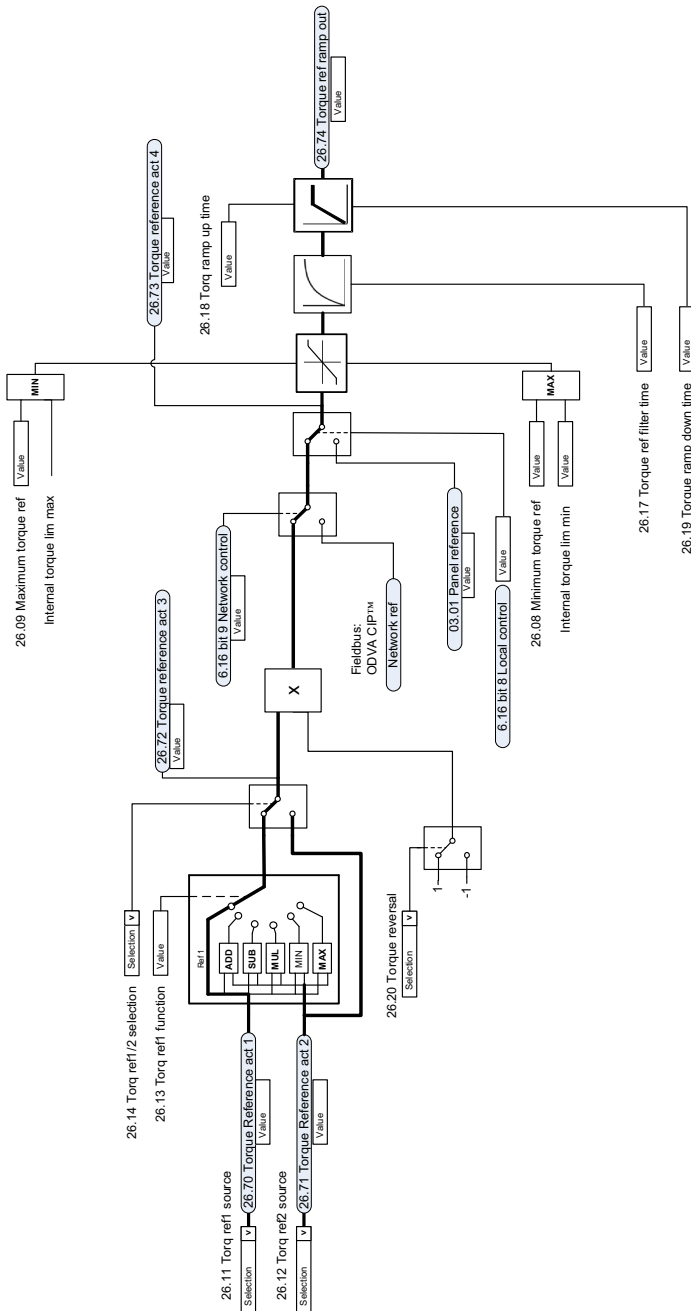 26.11 Torq ref1 source
Selection v
26.70 Torque Reference act 1
Value
26.12 Torq ref2 source
Selection v
26.71 Torque Reference act 2
Value
26.14 Torq ref1/2 selection
Selection v
26.13 Torq ref1 function
Value
Ref 1
ADD
SUB
MUL
MIN
MAX
26.20 Torque reversal
Selection v
1
-1
26.72 Torque reference act 3
Value
X
6.16 bit 9 Network control
Value
Fieldbus:
ODVA CIP™
Network ref
03.01 Panel reference
Value
6.16 bit 8 Local control
Value
26.73 Torque reference act 4
Value
26.09 Maximum torque ref
Value
Internal torque lim max
MIN
26.08 Minimum torque ref
Value
Internal torque lim min
Value
MAX
26.18 Torq ramp up time
Value
26.17 Torque ref filter time
Value
26.19 Torque ramp down time
Value
26.74 Torque ref ramp out
Value